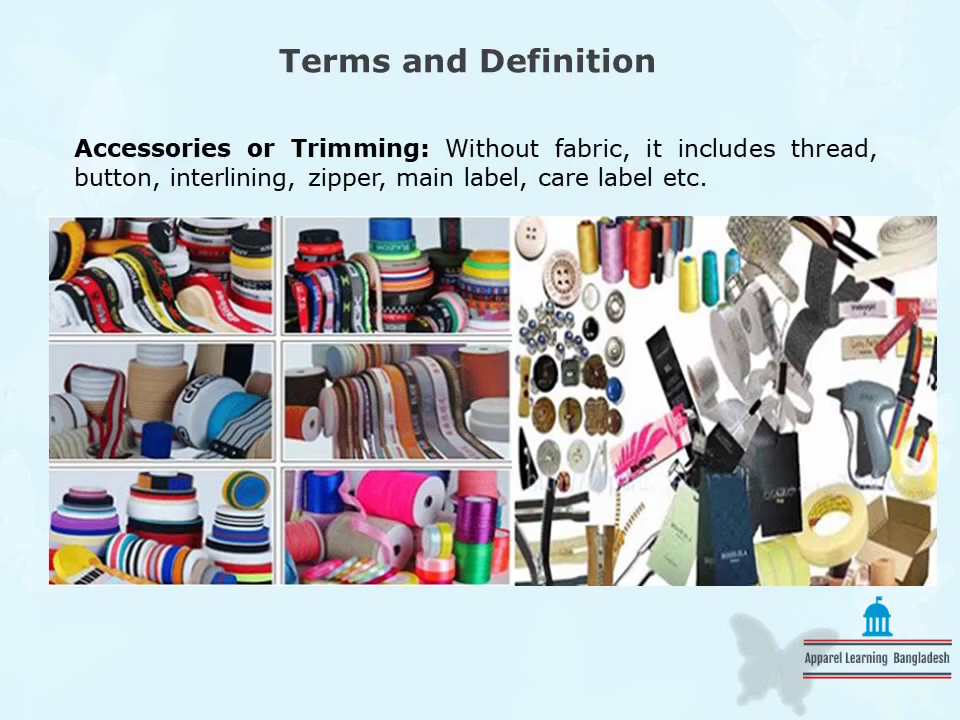 Terms and Definition
Accessories or Trimming: Without fabric, it includes thread,
button, interlining, zipper, main label, care label etc.
Apparel Learning Bangladesh